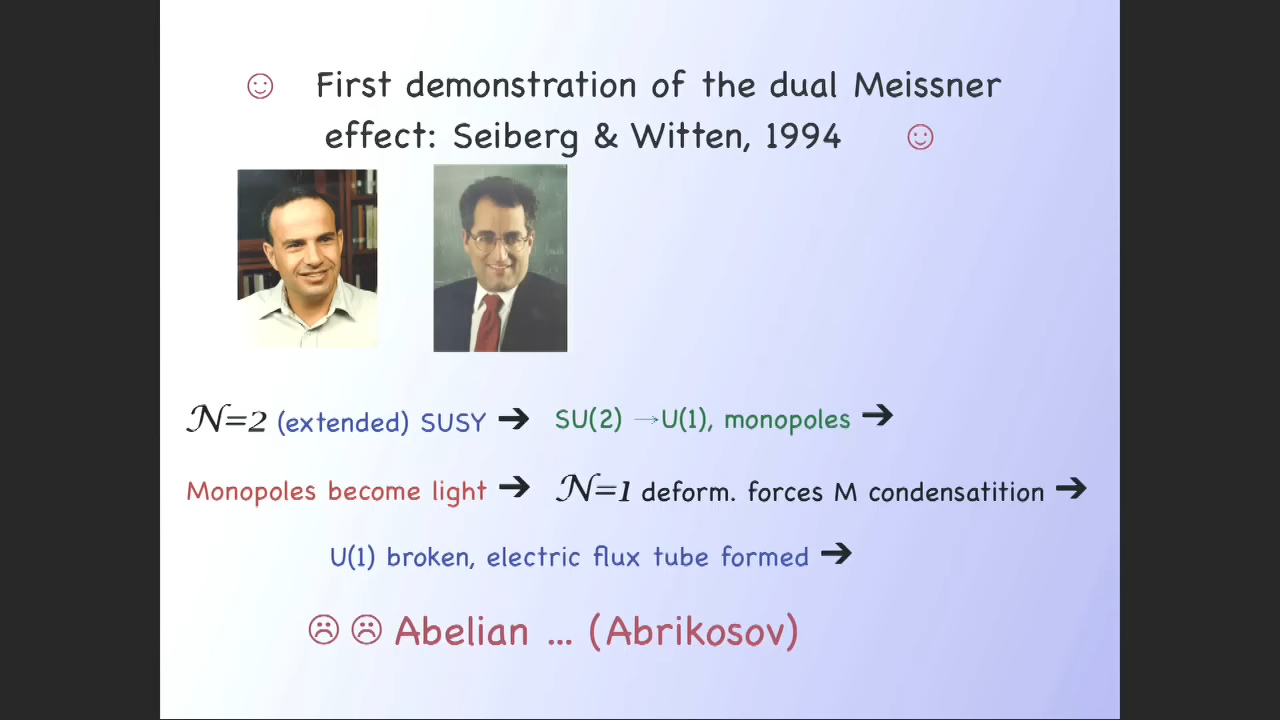 ☺ First demonstration of the dual Meissner
effect: Seiberg & Witten, 1994 ☺
𝒩=2 (extended) SUSY ➔ SU(2) →U(1), monopoles ➔
Monopoles become light ➔ 𝒩=1 deform. forces M condensatition ➔
U(1) broken, electric flux tube formed ➔
☹ ☹ Abelian ... (Abrikosov)